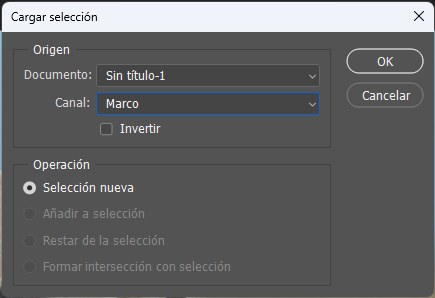 Cargar selección
Origen
Documento: Sin título-1
Canal: Marco
Invertir
OK
Cancelar
Operación
Selección nueva
Añadir a selección
Restar de la selección
Formar intersección con selección